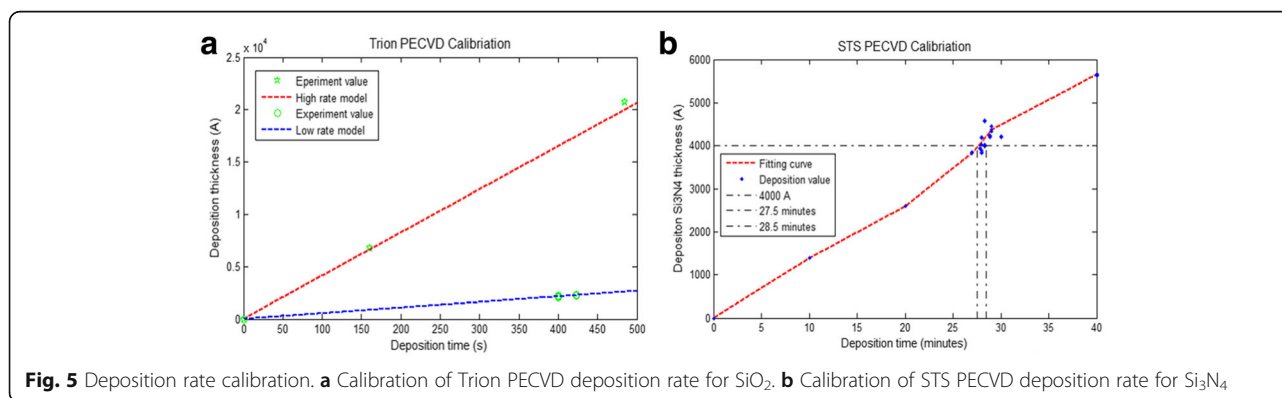 a
Trion PECVD Calibriation
x 10⁴
2.5
2
1.5
1
0.5
0
Deposition thickness (A)
Eperiment value
High rate model
Experiment value
Low rate model
0 50 100 150 200 250 300 350 400 450 500
Deposition time (s)
b
STS PECVD Calibriation
6000
5000
4000
3000
2000
1000
0
Depositon Si3N4 thickness (A)
Fitting curve
Deposition value
4000 A
27.5 minutes
28.5 minutes
0 5 10 15 20 25 30 35 40
Deposition time (minutes)
Fig. 5 Deposition rate calibration. a Calibration of Trion PECVD deposition rate for SiO₂. b Calibration of STS PECVD deposition rate for Si₃N₄